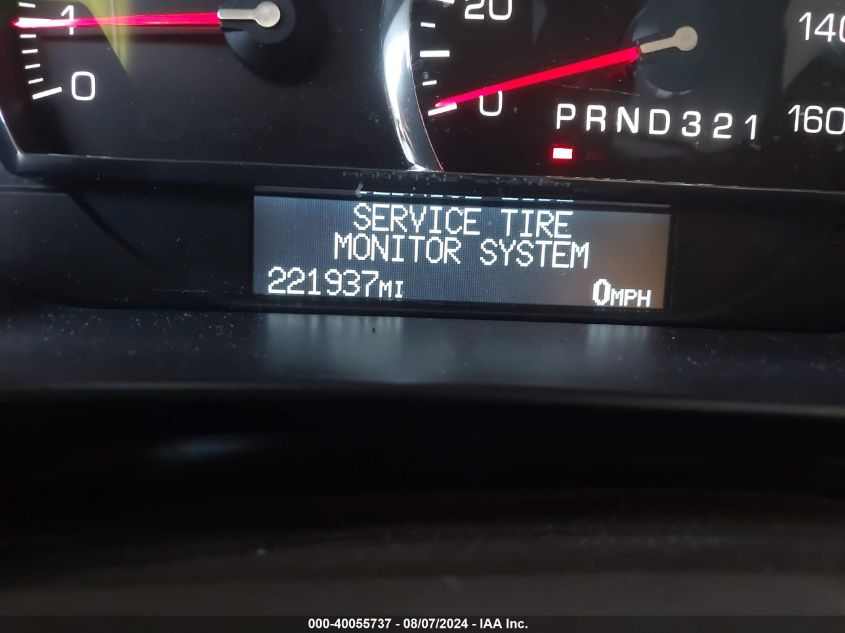 1
0
20
0
140
160
PRND321
SERVICE TIRE
MONITOR SYSTEM
221937MI
0MPH
000-40055737 - 08/07/2024 - IAA Inc.